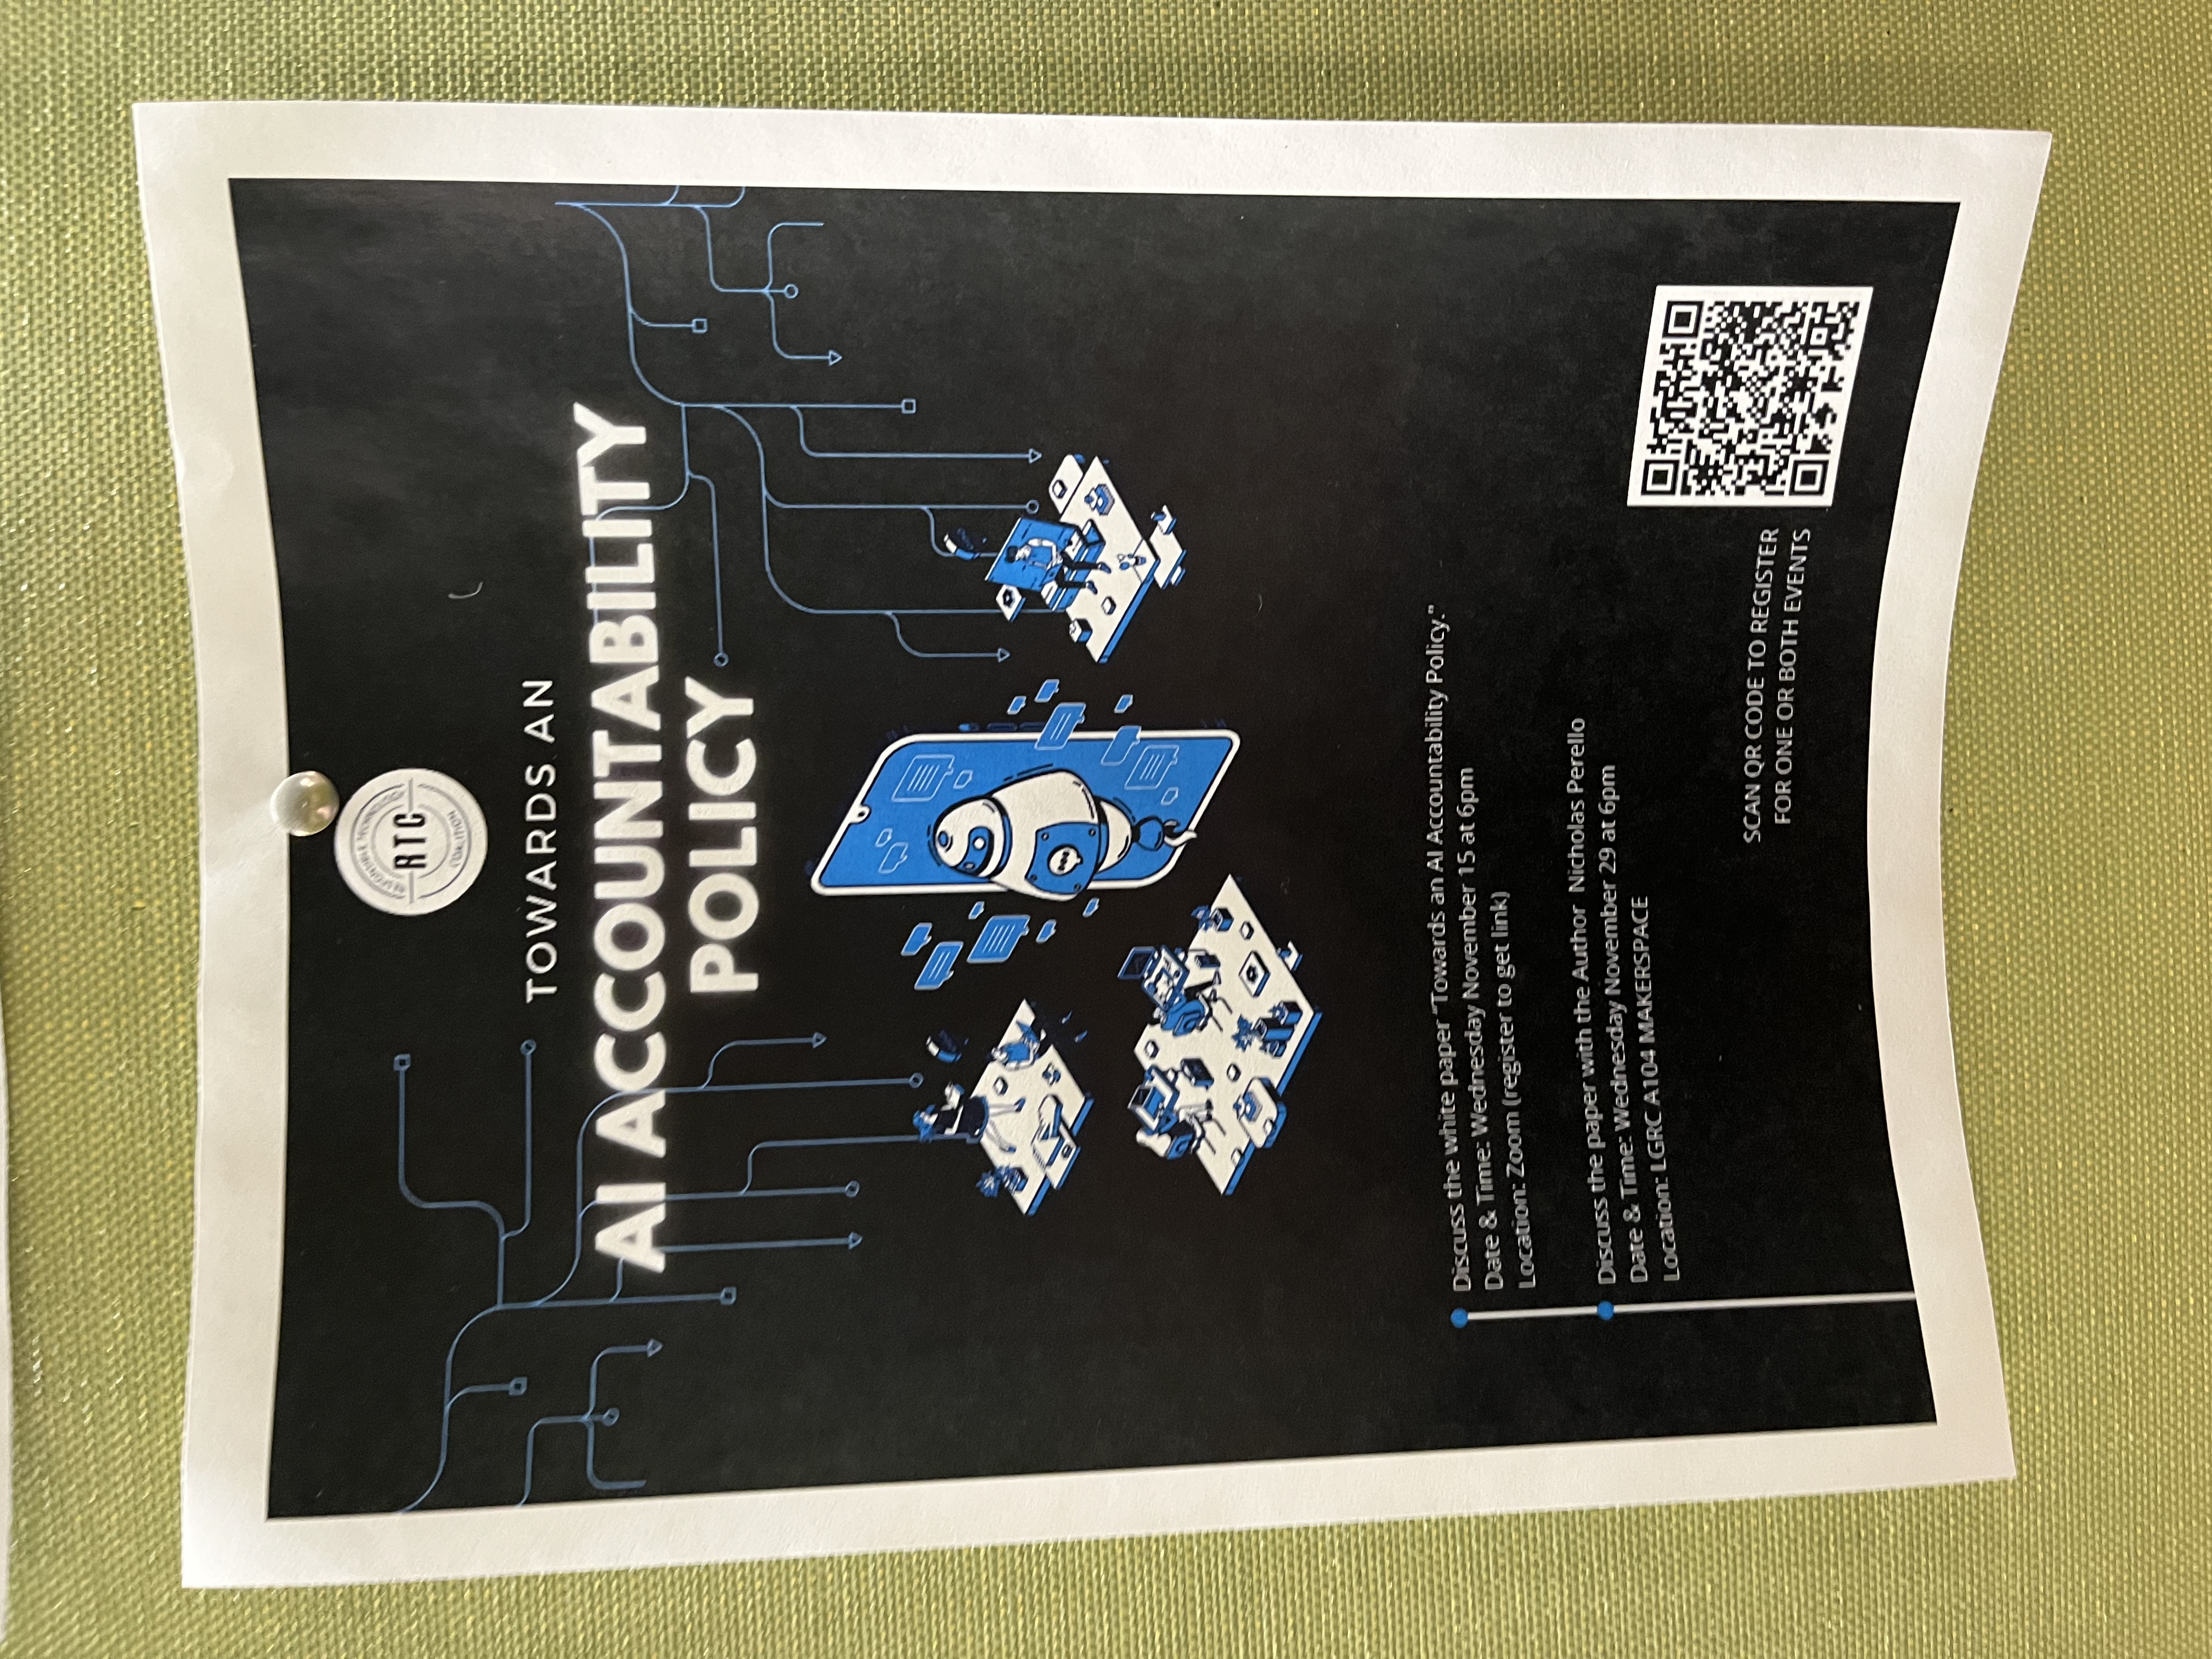 RESPONSIBLE TECHNOLOGY
RTC
COALITION
TOWARDS AN
AI ACCOUNTABILITY
POLICY
Discuss the white paper “Towards an AI Accountability Policy."
Date & Time: Wednesday November 15 at 6pm
Location: Zoom (register to get link)
Discuss the paper with the Author Nicholas Perello
Date & Time: Wednesday November 29 at 6pm
Location: LGRC A104 MAKERSPACE
SCAN QR CODE TO REGISTER
FOR ONE OR BOTH EVENTS